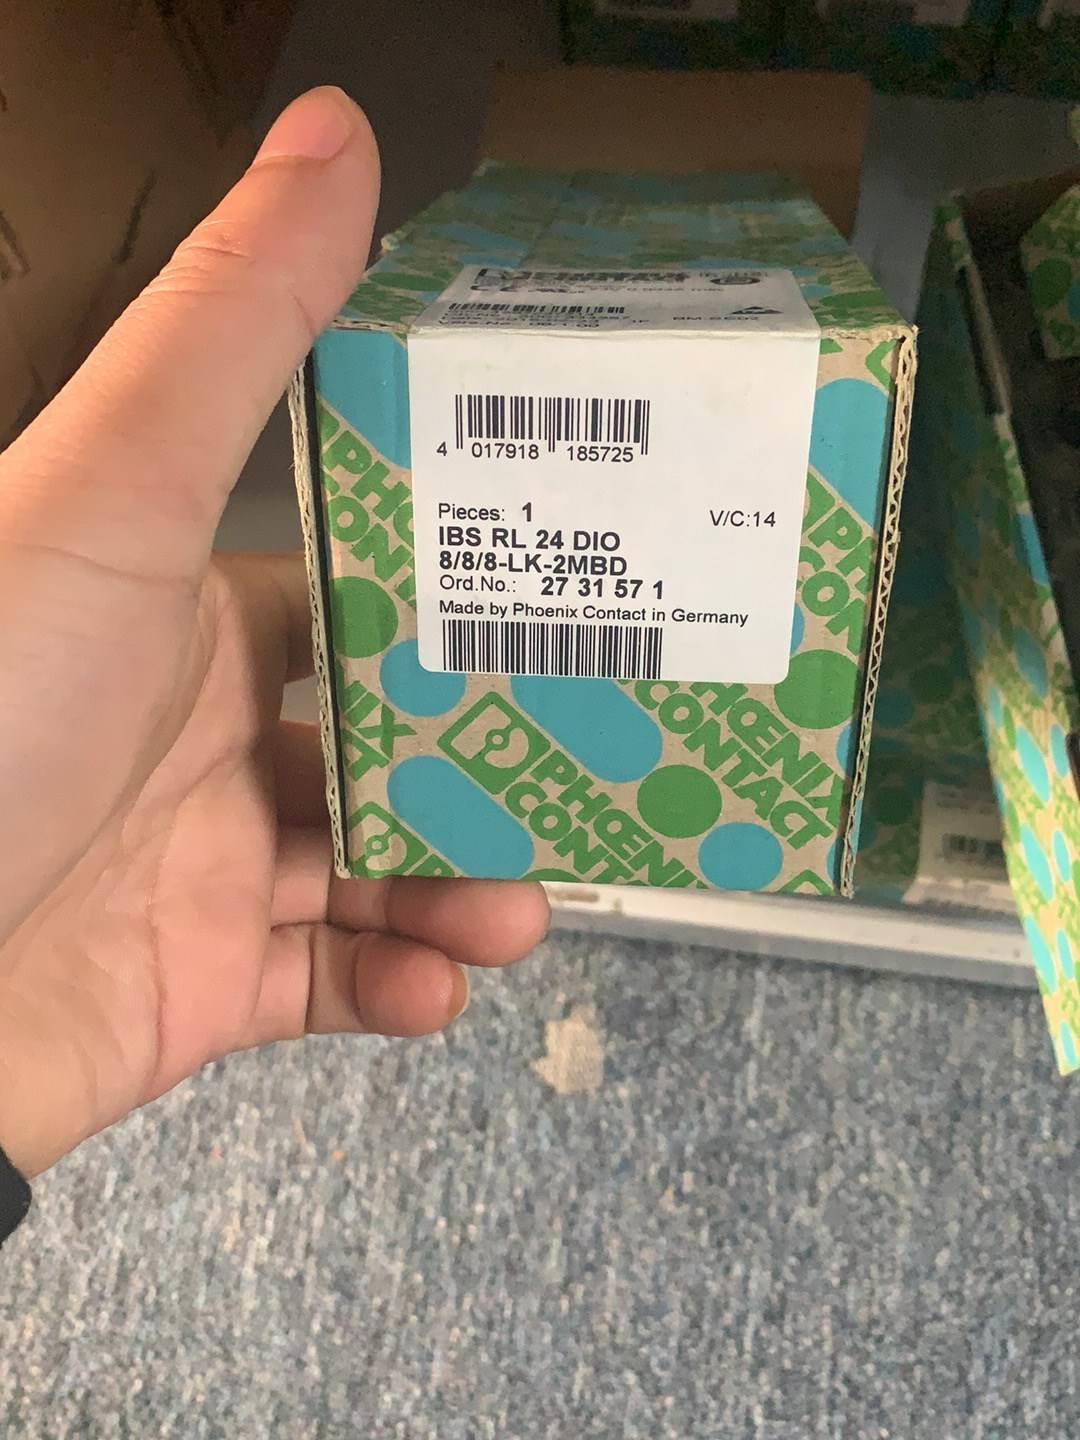 4 017918 185725
Pieces: 1 V/C:14
IBS RL 24 DIO
8/8/8-LK-2MBD
Ord.No.: 27 31 57 1
Made by Phoenix Contact in Germany
PHŒNIX
CONTACT